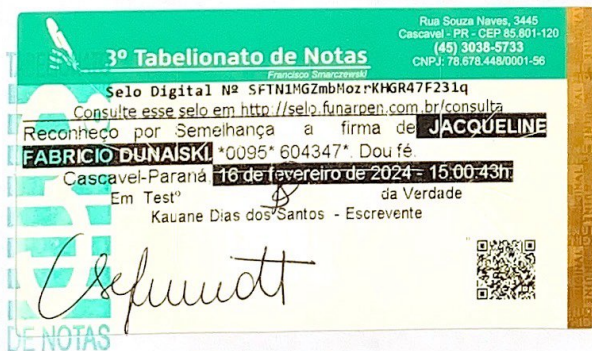 Rua Souza Naves, 3445
Cascavel - PR - CEP 85.801-120
(45) 3038-5733
CNPJ: 78.678.448/0001-56
3º Tabelionato de Notas
Francisco Smarczewski
Selo Digital Nº SFTN1MGZmbMozrKHGR47F231q
Consulte esse selo em http://selo.funarpen.com.br/consulta
Reconheço por Semelhança a firma de JACQUELINE
FABRICIO DUNAISKI. *0095* 604347*. Dou fé.
Cascavel-Paraná, 16 de fevereiro de 2024 - 15:00:43h.
Em Testº da Verdade
Kauane Dias dos Santos - Escrevente
DE NOTAS